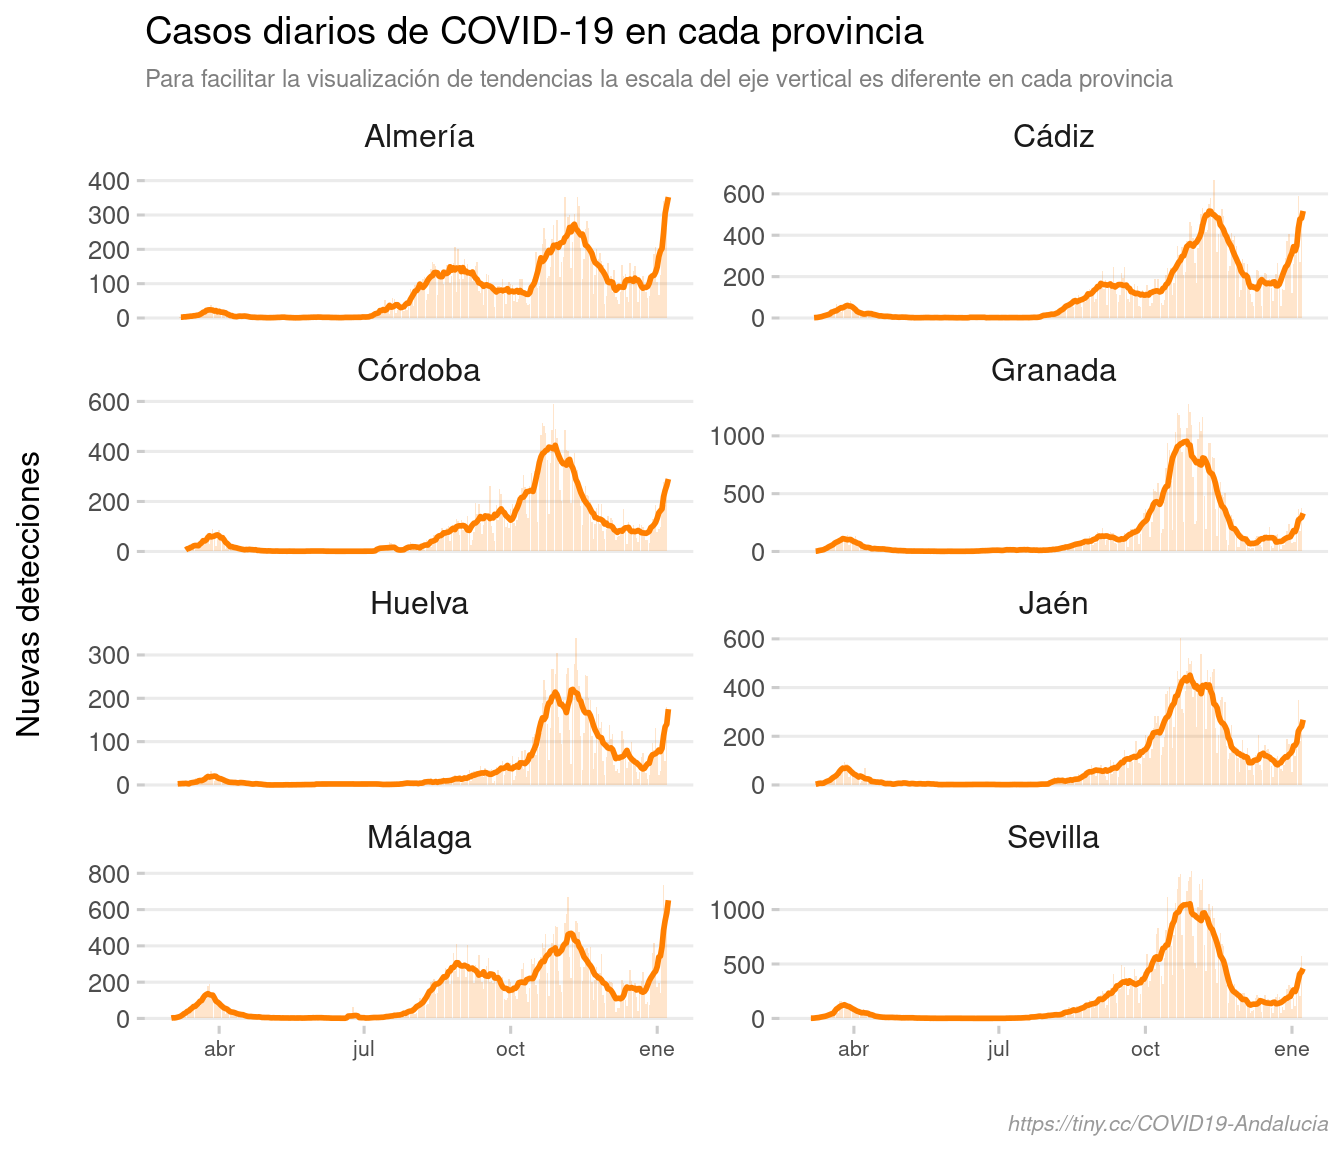 Casos diarios de COVID-19 en cada provincia
Para facilitar la visualización de tendencias la escala del eje vertical es diferente en cada provincia
Nuevas detecciones
Almería
400
300
200
100
0
Cádiz
600
400
200
0
Córdoba
600
400
200
0
Granada
1000
500
0
Huelva
300
200
100
0
Jaén
600
400
200
0
Málaga
800
600
400
200
0
abr jul oct ene
Sevilla
1000
500
0
abr jul oct ene
https://tiny.cc/COVID19-Andalucia